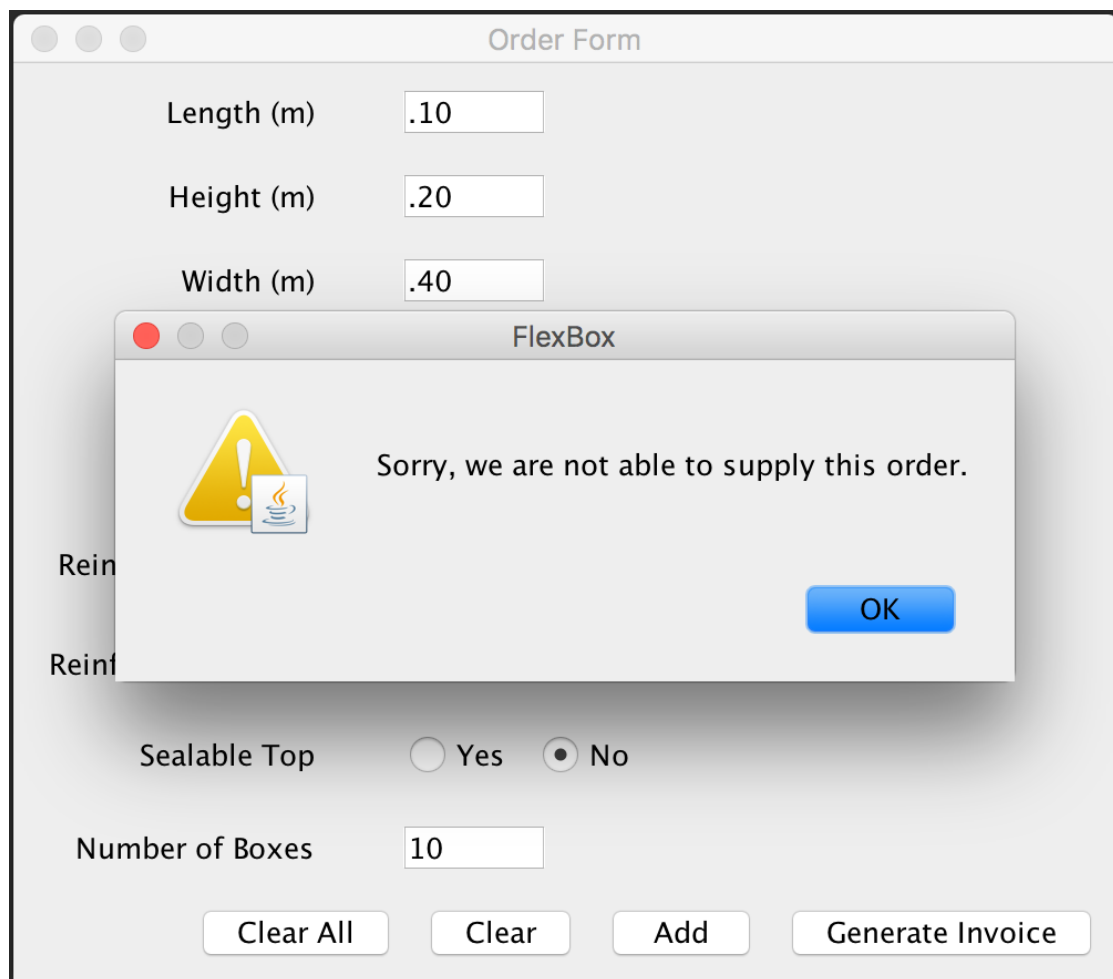 Order Form
Length (m) .10
Height (m) .20
Width (m) .40
FlexBox
Sorry, we are not able to supply this order.
OK
Sealable Top Yes No
Number of Boxes 10
Clear All Clear Add Generate Invoice